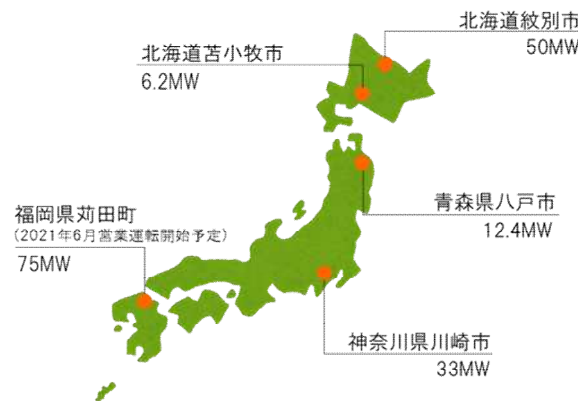 北海道紋別市
50MW
北海道苫小牧市
6.2MW
青森県八戸市
12.4MW
福岡県苅田町
(2021年6月営業運転開始予定)
75MW
神奈川県川崎市
33MW